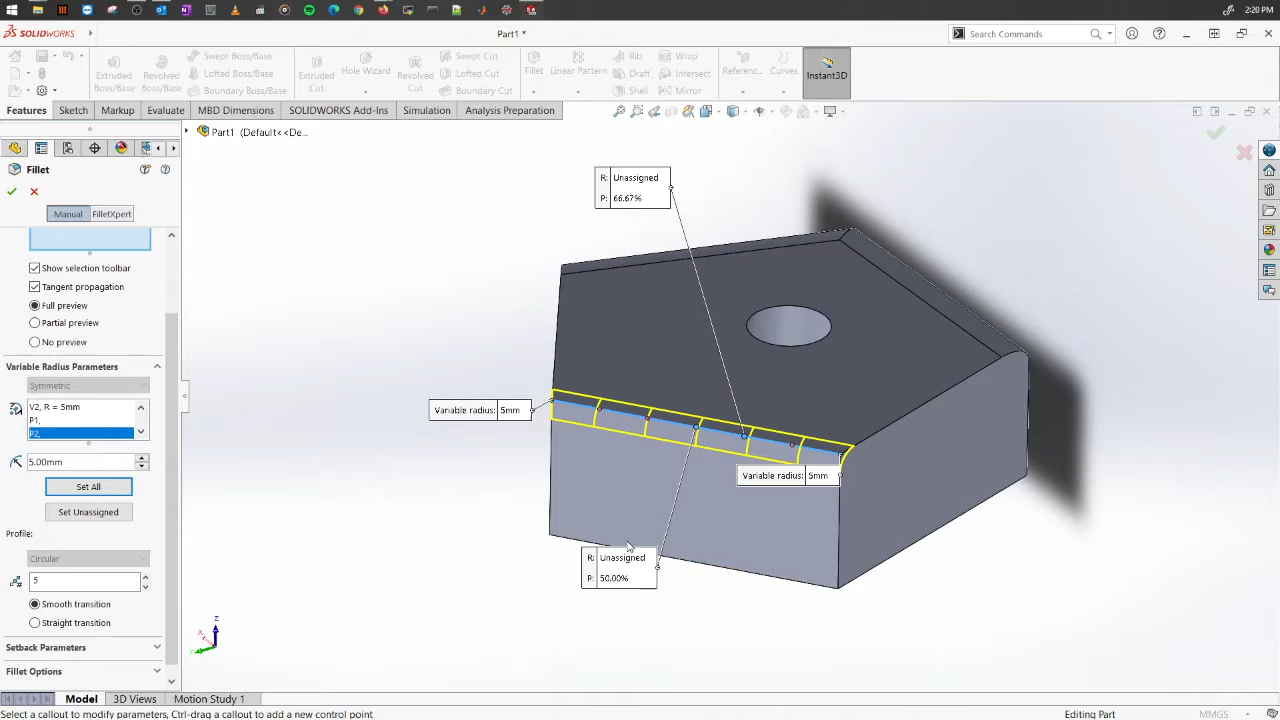 2:20 PM
SOLIDWORKS
Part1 *
Search Commands
Extruded Boss/Base
Revolved Boss/Base
Swept Boss/Base
Lofted Boss/Base
Boundary Boss/Base
Extruded Cut
Hole Wizard
Revolved Cut
Swept Cut
Lofted Cut
Boundary Cut
Fillet
Linear Pattern
Rib
Draft
Shell
Wrap
Intersect
Mirror
Referenc...
Curves
Instant3D
Features
Sketch
Markup
Evaluate
MBD Dimensions
SOLIDWORKS Add-Ins
Simulation
Analysis Preparation
Part1 (Default<<De...
Fillet
Manual
FilletXpert
Show selection toolbar
Tangent propagation
Full preview
Partial preview
No preview
Variable Radius Parameters
Symmetric
V2, R = 5mm
P1,
P2,
5.00mm
Set All
Set Unassigned
Profile:
Circular
5
Smooth transition
Straight transition
Setback Parameters
Fillet Options
R: Unassigned
P: 66.67%
Variable radius: 5mm
Variable radius: 5mm
R: Unassigned
P: 50.00%
Z
X
Y
Model
3D Views
Motion Study 1
Select a callout to modify parameters, Ctrl-drag a callout to add a new control point
Editing Part
MMGS